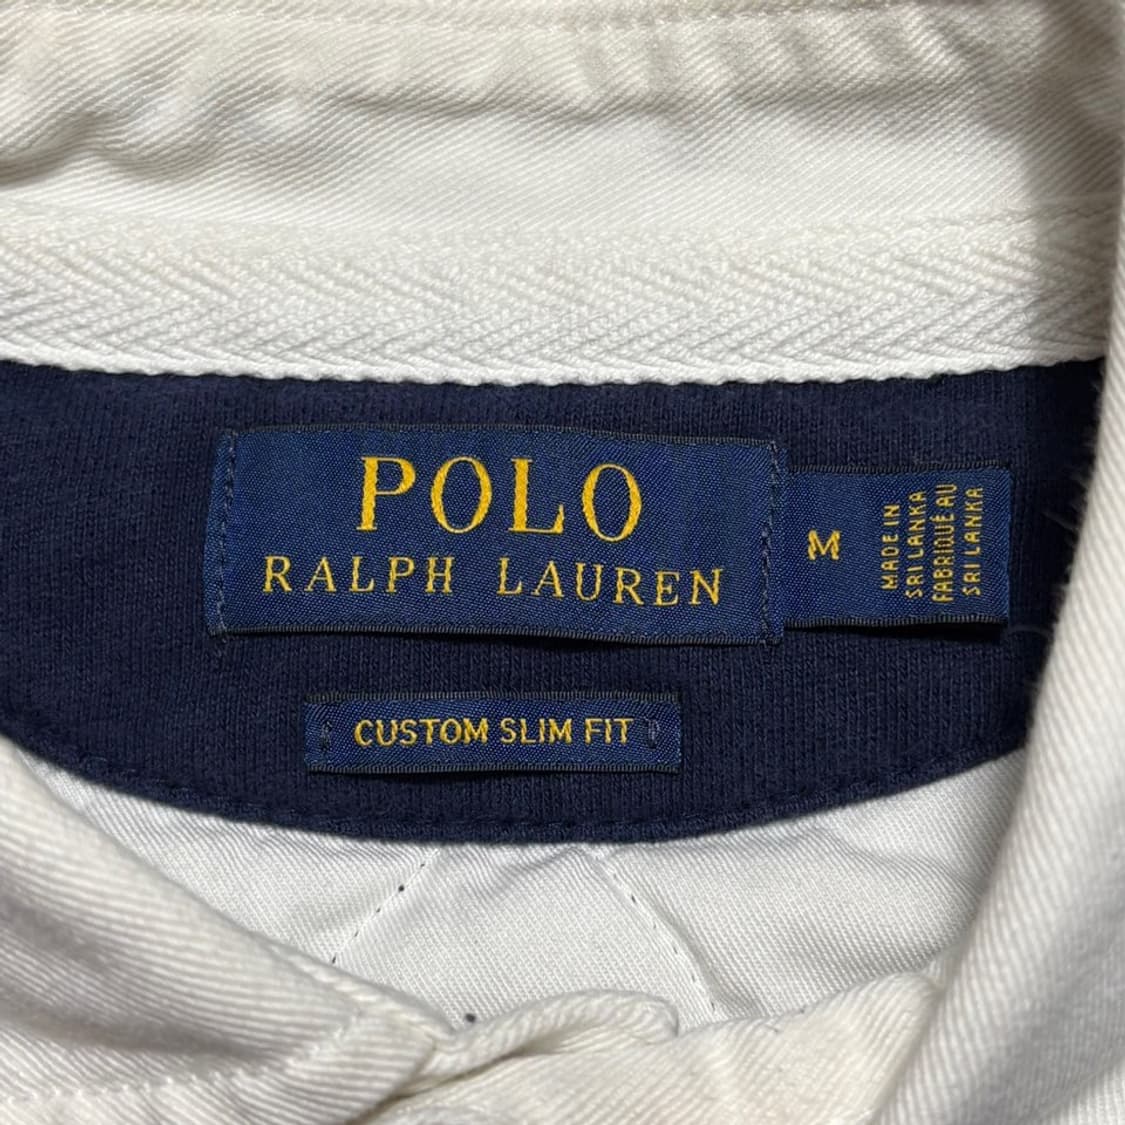 POLO
RALPH LAUREN
M
MADE IN
SRI LANKA
FABRIQUÉ AU
SRI LANKA
CUSTOM SLIM FIT